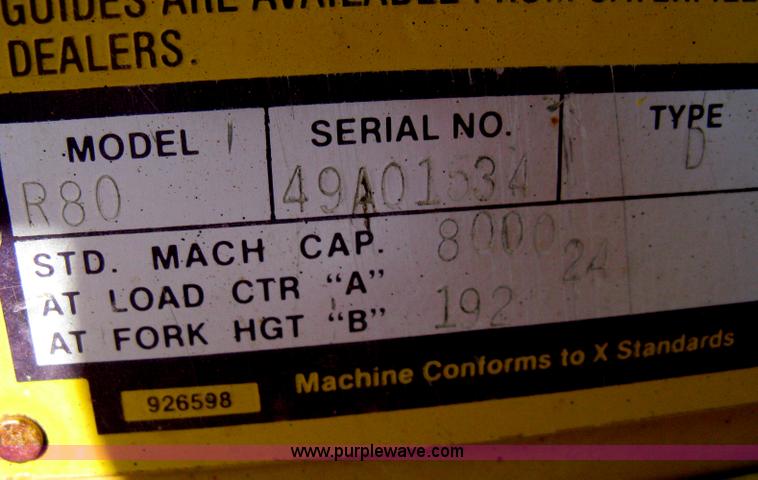 GUIDES ARE AVAILABLE FROM CATERPILLAR
DEALERS.
MODEL SERIAL NO. TYPE
R80 49A01534 D
STD. MACH CAP. 8000
AT LOAD CTR "A" 24
AT FORK HGT "B" 192
926598 Machine Conforms to X Standards
www.purplewave.com